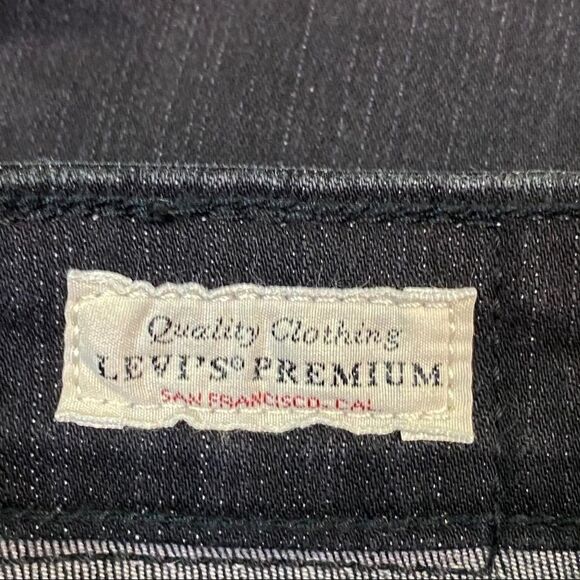 Quality Clothing
LEVI'S® PREMIUM
SAN FRANCISCO-CAL